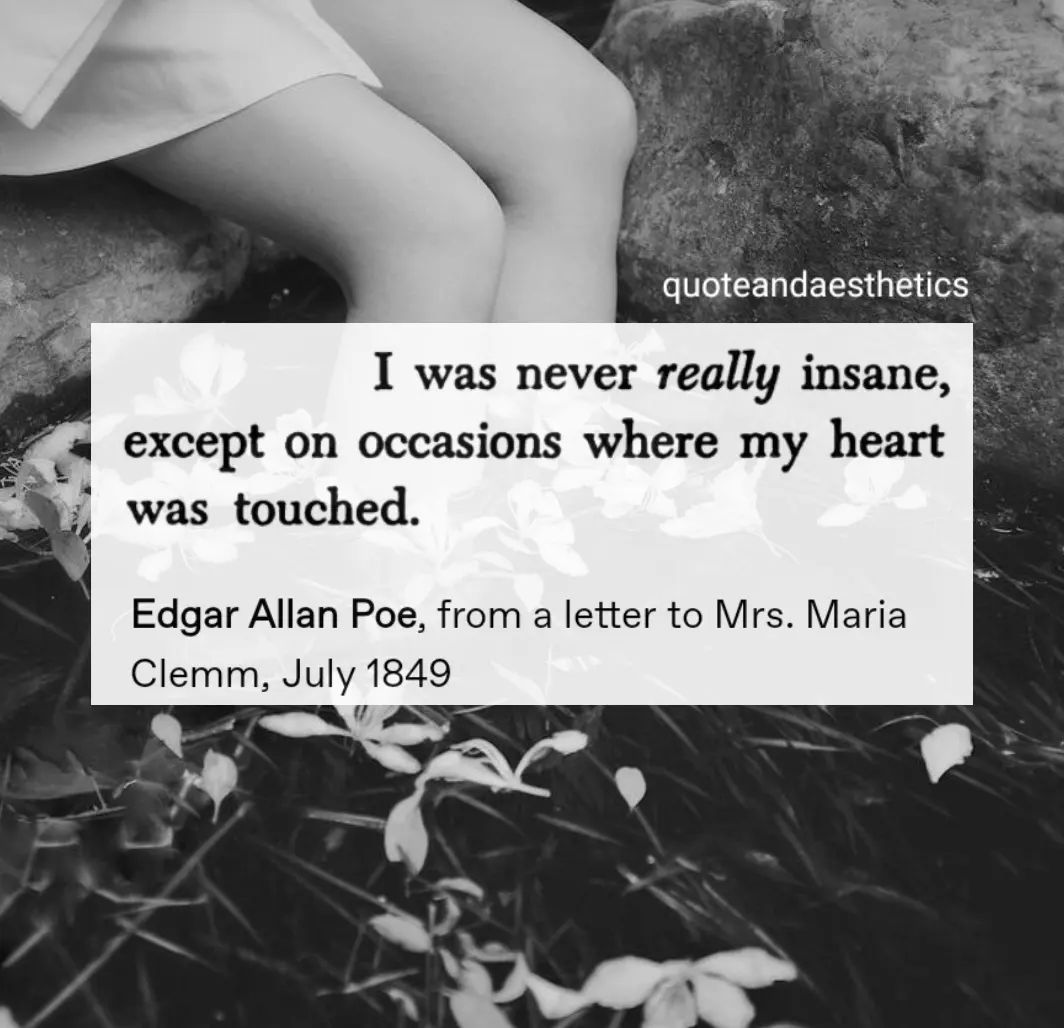 quoteandaesthetics
I was never really insane,
except on occasions where my heart
was touched.
Edgar Allan Poe, from a letter to Mrs. Maria
Clemm, July 1849